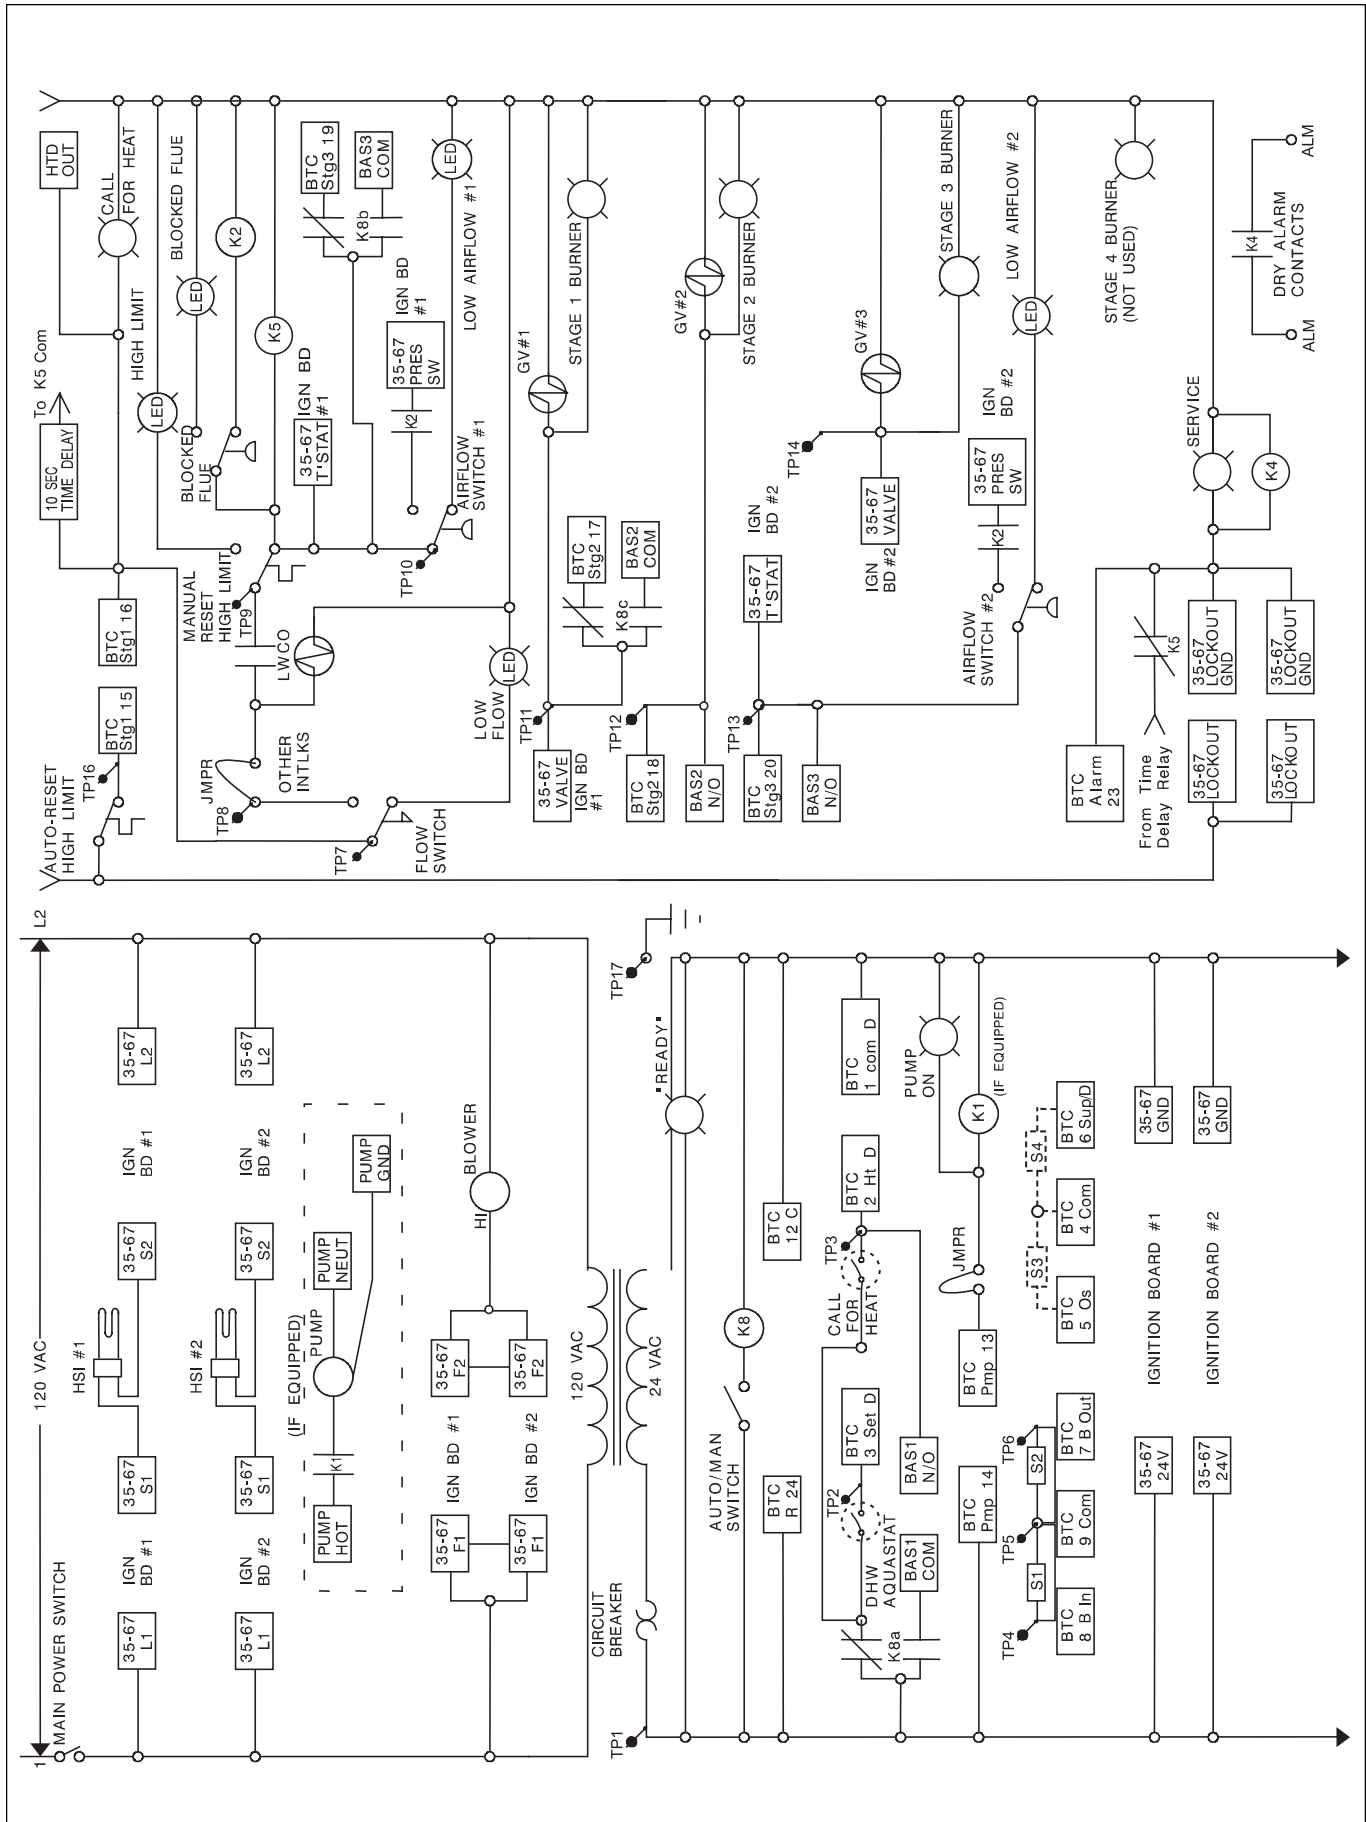 1
120 VAC
L2
MAIN POWER SWITCH
35-67
L1
IGN
BD #1
35-67
S1
HSI #1
35-67
S2
IGN
BD #1
35-67
L2
35-67
L1
IGN
BD #2
35-67
S1
HSI #2
35-67
S2
IGN
BD #2
35-67
L2
(IF EQUIPPED)
PUMP
HOT
K1
PUMP
PUMP
NEUT
PUMP
GND
35-67
F1
IGN BD #1
35-67
F2
HI
BLOWER
35-67
F1
IGN BD #2
35-67
F2
120 VAC
CIRCUIT
BREAKER
24 VAC
TP1
TP17
"READY"
AUTO/MAN
SWITCH
K8
BTC
R 24
BTC
12 C
K8a
DHW
AQUASTAT
TP2
BTC
3 Set D
CALL
FOR
HEAT
TP3
BTC
2 Ht D
BTC
1 com D
BAS1
COM
BAS1
N/O
PUMP
ON
BTC
Pmp 14
BTC
Pmp 13
JMPR
K1
(IF EQUIPPED)
TP4
S1
TP5
S2
TP6
S3
S4
BTC
8 B In
BTC
9 Com
BTC
7 B Out
BTC
5 Os
BTC
4 Com
BTC
6 Sup/D
35-67
24V
IGNITION BOARD #1
35-67
GND
35-67
24V
IGNITION BOARD #2
35-67
GND
AUTO-RESET
HIGH LIMIT
TP16
BTC
Stg1 15
BTC
Stg1 16
10 SEC
TIME DELAY
To K5 Com
HTD
OUT
CALL
FOR HEAT
HIGH LIMIT
LED
BLOCKED FLUE
LED
BLOCKED
FLUE
K2
K5
TP8
JMPR
OTHER
INTLKS
LWCO
MANUAL
RESET
HIGH LIMIT
TP9
35-67
T'STAT
IGN BD
#1
BTC
Stg3 19
K8b
BAS3
COM
TP7
FLOW
SWITCH
TP10
K2
35-67
PRES
SW
IGN BD
#1
AIRFLOW
SWITCH #1
LOW AIRFLOW #1
LED
LOW
FLOW
LED
TP11
35-67
VALVE
IGN BD
#1
GV#1
STAGE 1 BURNER
BTC
Stg2 17
K8c
BAS2
COM
TP12
BTC
Stg2 18
BAS2
N/O
GV#2
STAGE 2 BURNER
TP13
BTC
Stg3 20
35-67
T'STAT
IGN
BD #2
BAS3
N/O
TP14
GV#3
35-67
VALVE
IGN
BD #2
STAGE 3 BURNER
AIRFLOW
SWITCH #2
K2
35-67
PRES
SW
IGN
BD #2
LOW AIRFLOW #2
LED
BTC
Alarm
23
STAGE 4 BURNER
(NOT USED)
From Time
Delay Relay
K5
35-67
LOCKOUT
35-67
LOCKOUT
GND
SERVICE
K4
35-67
LOCKOUT
35-67
LOCKOUT
GND
ALM
K4
DRY ALARM
CONTACTS
ALM